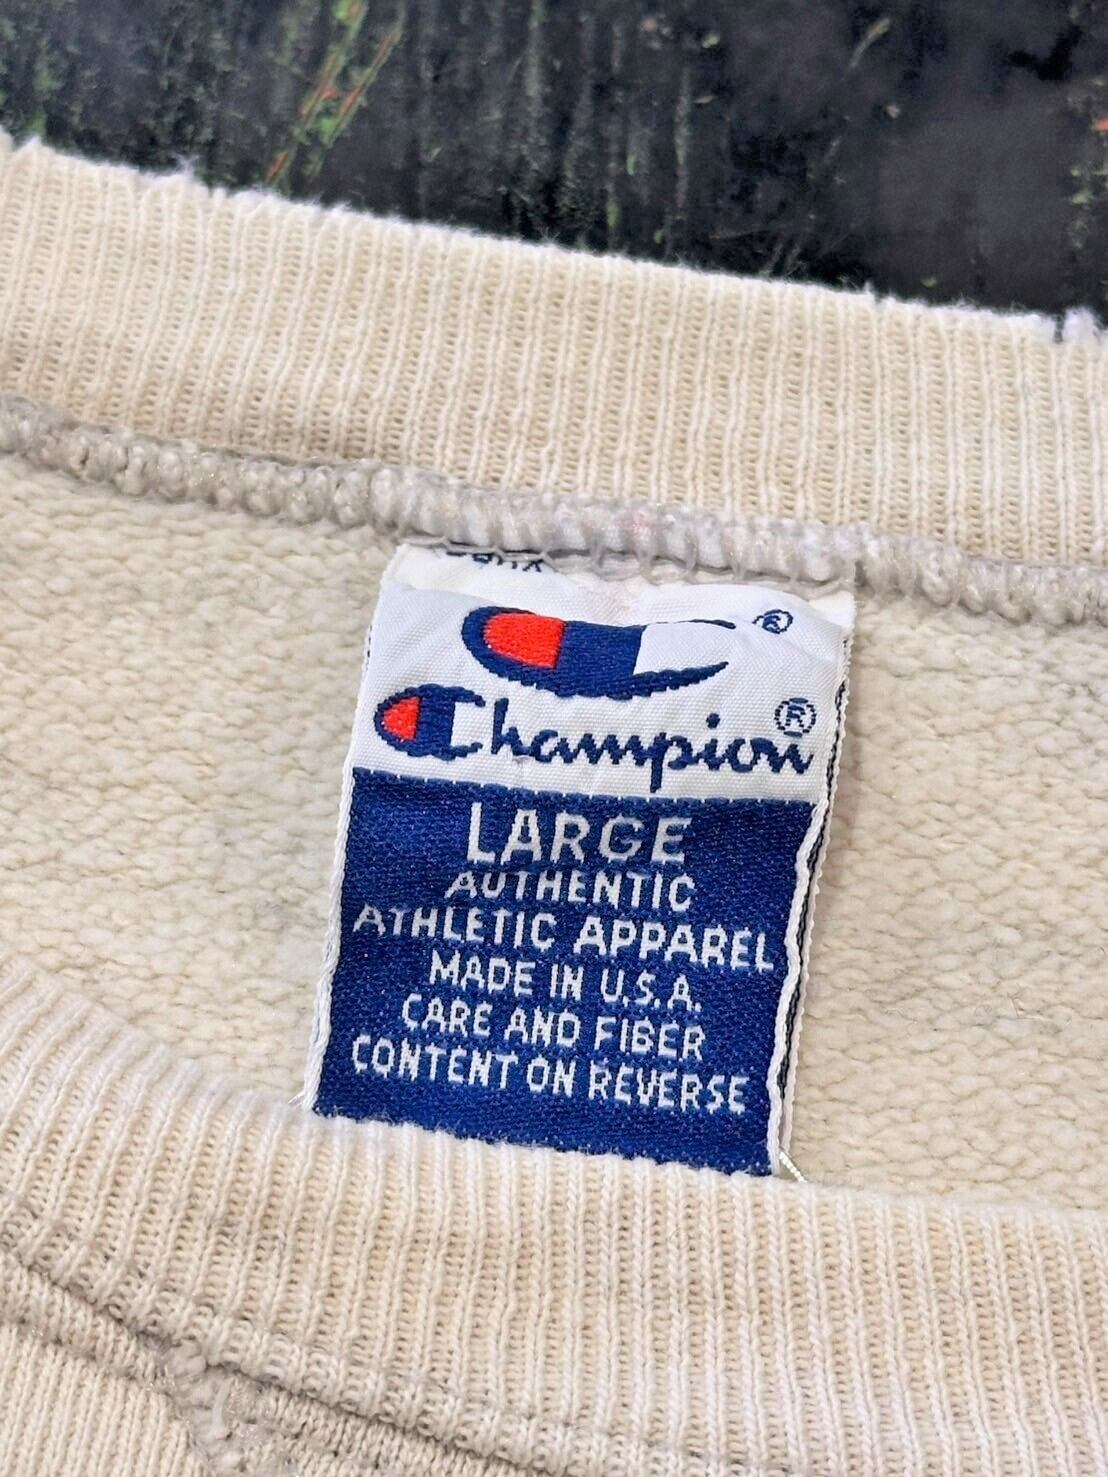 ®
Champion®
LARGE
AUTHENTIC
ATHLETIC APPAREL
MADE IN U.S.A.
CARE AND FIBER
CONTENT ON REVERSE